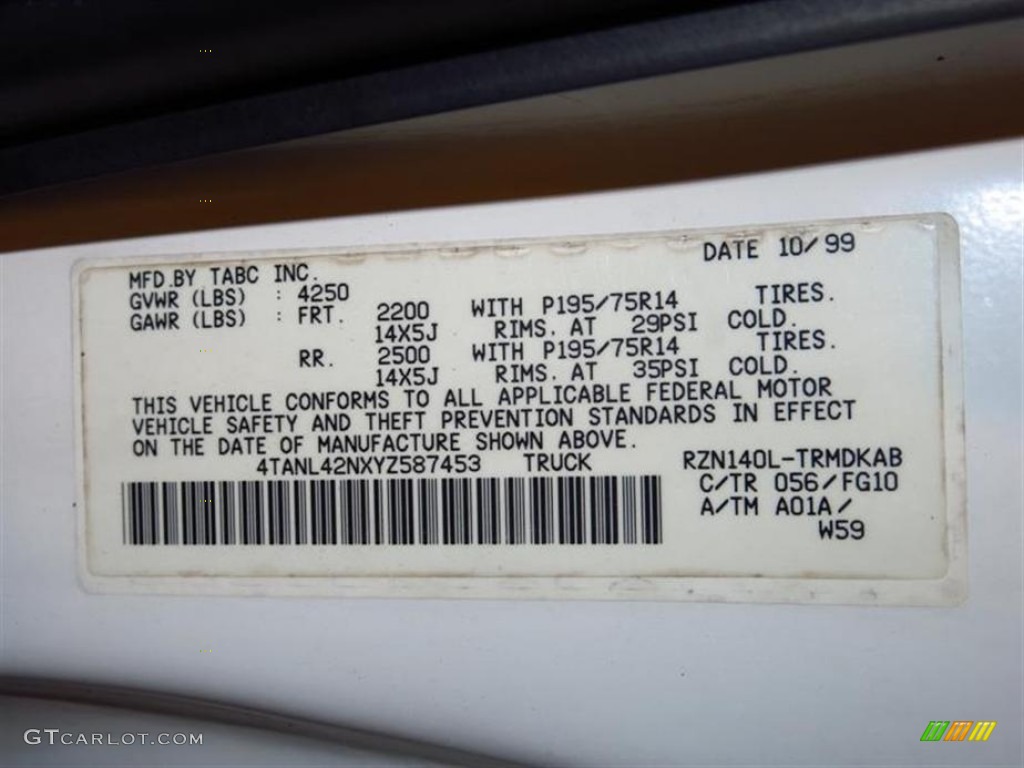 DATE 10/99
MFD.BY TABC INC.
GVWR (LBS) : 4250
GAWR (LBS) : FRT. 2200 WITH P195/75R14 TIRES.
14X5J RIMS. AT 29PSI COLD.
RR. 2500 WITH P195/75R14 TIRES.
14X5J RIMS. AT 35PSI COLD.
THIS VEHICLE CONFORMS TO ALL APPLICABLE FEDERAL MOTOR
VEHICLE SAFETY AND THEFT PREVENTION STANDARDS IN EFFECT
ON THE DATE OF MANUFACTURE SHOWN ABOVE.
4TANL42NXYZ587453 TRUCK RZN140L-TRMDKAB
C/TR 056/FG10
A/TM A01A/
W59
GTCARLOT.COM